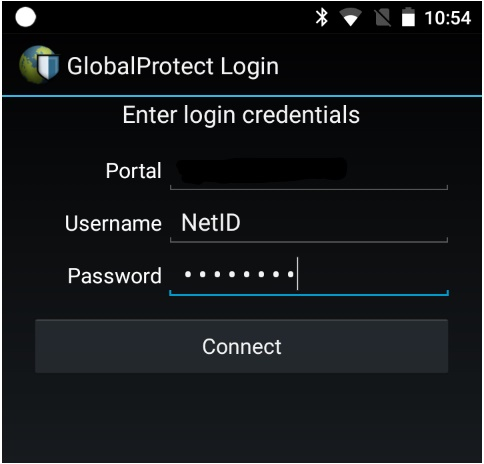 10:54
GlobalProtect Login
Enter login credentials
Portal
Username NetID
Password ••••••••
Connect